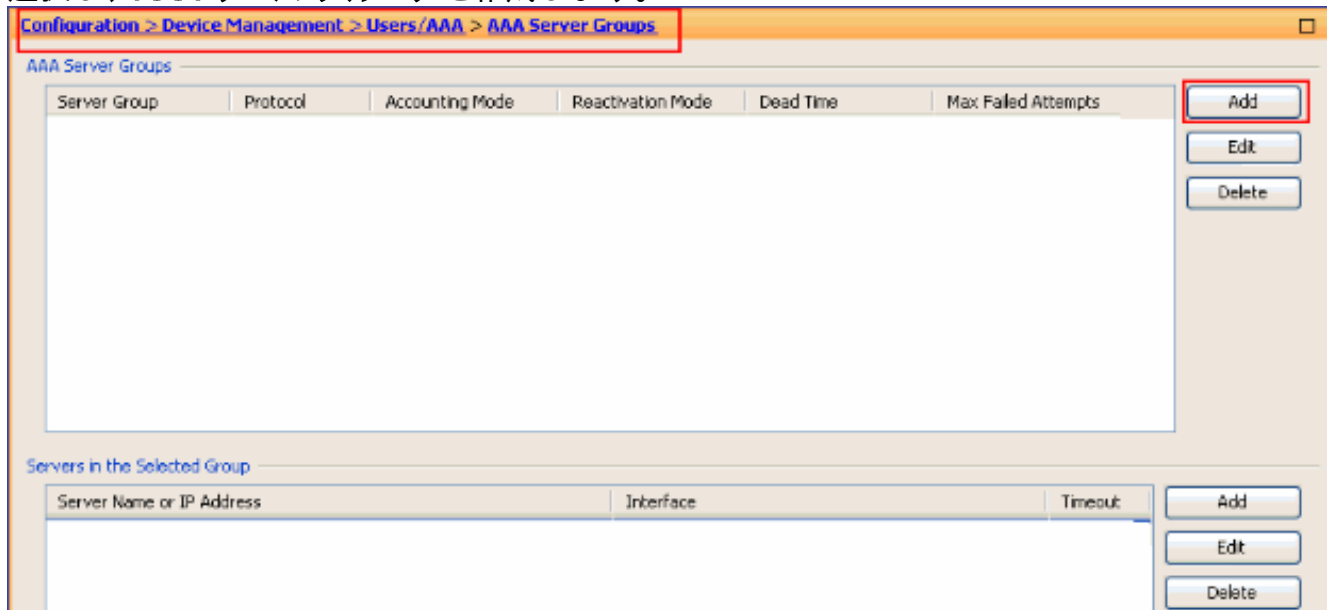 Configuration > Device Management > Users/AAA > AAA Server Groups
AAA Server Groups
Server Group Protocol Accounting Mode Reactivation Mode Dead Time Max Failed Attempts
Add
Edit
Delete
Servers in the Selected Group
Server Name or IP Address Interface Timeout
Add
Edit
Delete